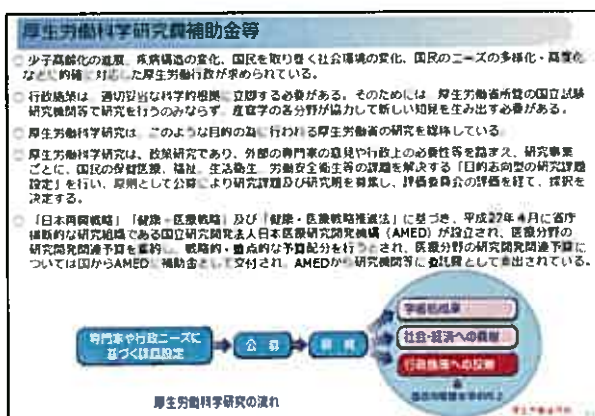 厚生労働科学研究費補助金等
○ 少子高齢化の進展、疾病構造の変化、国民を取り巻く社会環境の変化、国民のニーズの多様化・高度化
などに的確に対応した厚生労働行政が求められている。
○ 行政施策は、適切妥当な科学的根拠に立脚する必要がある。そのためには、厚生労働省所管の国立試験
研究機関等で研究を行うのみならず、産官学の各分野が協力して新しい知見を生み出す必要がある。
○ 厚生労働科学研究は、このような目的の為に行われる厚生労働省の研究を総称している。
○ 厚生労働科学研究は、政策研究であり、外部の専門家の意見や行政上の必要性等を踏まえ、研究事業
ごとに、国民の保健医療、福祉、生活衛生、労働安全衛生等の課題を解決する「目的志向型の研究課題
設定」を行い、原則として公募により研究課題及び研究班を募集し、評価委員会の評価を経て、採択を
決定する。
○ 「日本再興戦略」「健康・医療戦略」及び「健康・医療戦略推進法」に基づき、平成27年4月に省庁
横断的な研究組織である国立研究開発法人日本医療研究開発機構（AMED）が設立され、医療分野の
研究開発関連予算を集約し、戦略的・重点的な予算配分を行うとされ、医療分野の研究開発関連予算に
ついては国からAMEDに補助金として交付され、AMEDから研究機関等に委託費として支出されている。
専門家や行政ニーズに
基づく課題設定
公募
研究
学術的成果
社会・経済への貢献
行政施策への反映
厚生労働科学研究の流れ